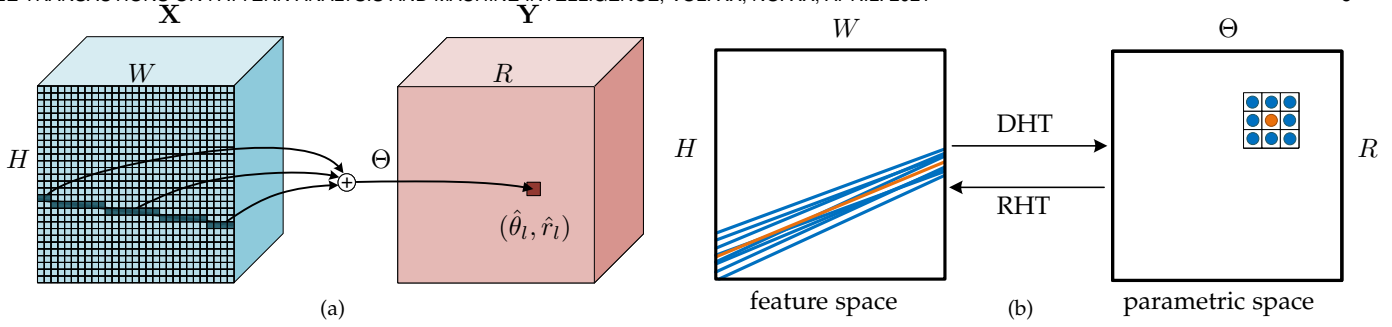 X
Y
W
R
H
Θ
(θ̂_l, r̂_l)
(a)
W
Θ
H
DHT
RHT
R
feature space
(b)
parametric space